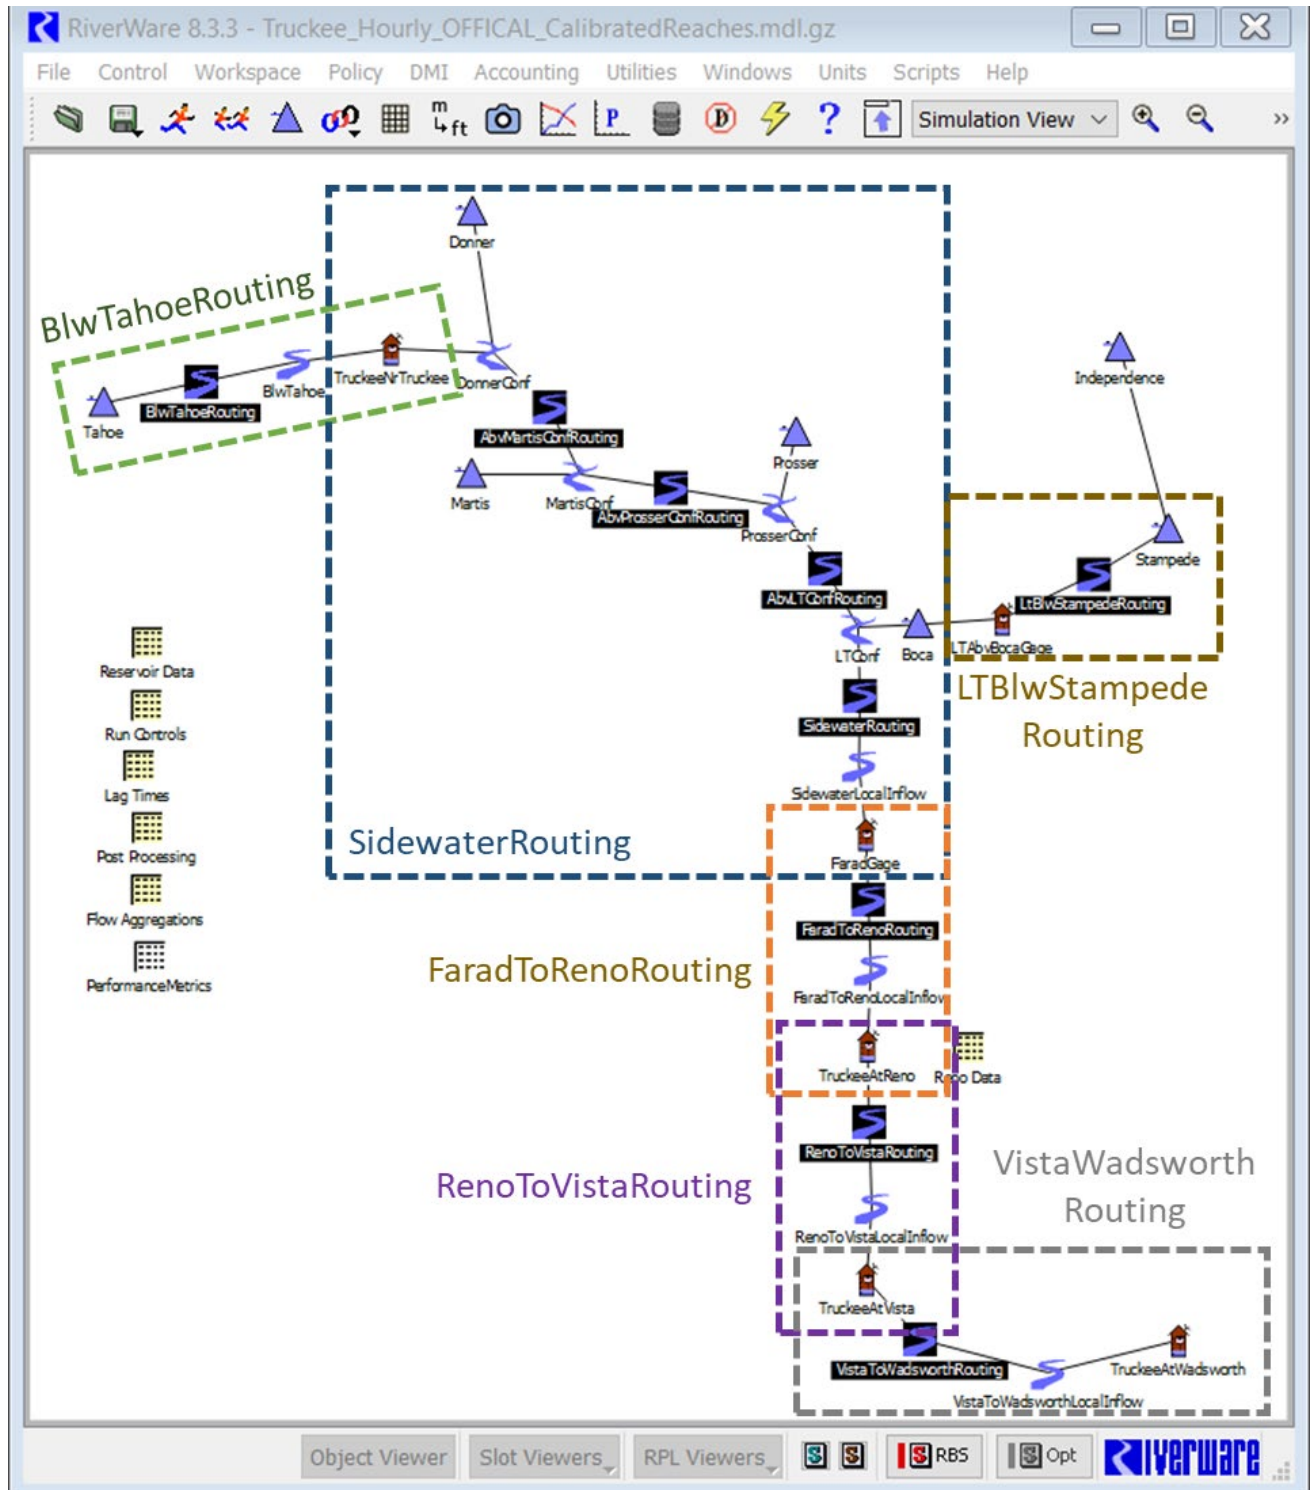 RiverWare 8.3.3 - Truckee_Hourly_OFFICAL_CalibratedReaches.mdl.gz
File Control Workspace Policy DMI Accounting Utilities Windows Units Scripts Help
m
ft
P
D
?
Simulation View
Donner
BlwTahoeRouting
Independence
TruckeeNrTruckee
DonnerConf
BlwTahoe
BlwTahoeRouting
Tahoe
AbvMartisConfRouting
Prosser
Martis
MartisConf
AbvProsserConfRouting
ProsserConf
Stampede
AbvLTConfRouting
LtBlwStampedeRouting
LTConf
Boca
LTAbvBocaGage
Reservoir Data
LTBlwStampede
Routing
Run Controls
SidewaterRouting
Lag Times
SidewaterLocalInflow
SidewaterRouting
Post Processing
FaradGage
Flow Aggregations
FaradToRenoRouting
FaradToRenoRouting
PerformanceMetrics
FaradToRenoLocalInflow
TruckeeAtReno
Reno Data
RenoToVistaRouting
VistaWadsworth
Routing
RenoToVistaRouting
RenoToVistaLocalInflow
TruckeeAtVista
VistaToWadsworthRouting
TruckeeAtWadsworth
VistaToWadsworthLocalInflow
Object Viewer Slot Viewers RPL Viewers S S S RBS S Opt Riverware